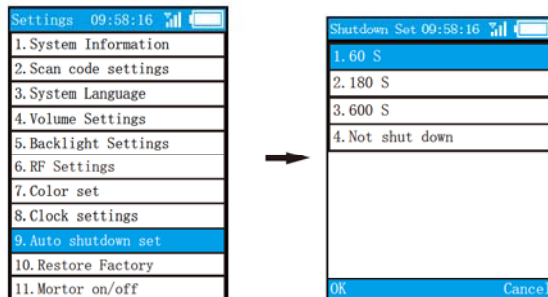 Settings 09:58:16
1. System Information
2. Scan code settings
3. System Language
4. Volume Settings
5. Backlight Settings
6. RF Settings
7. Color set
8. Clock settings
9. Auto shutdown set
10. Restore Factory
11. Mortor on/off
Shutdown Set 09:58:16
1. 60 S
2. 180 S
3. 600 S
4. Not shut down
OK Cancel